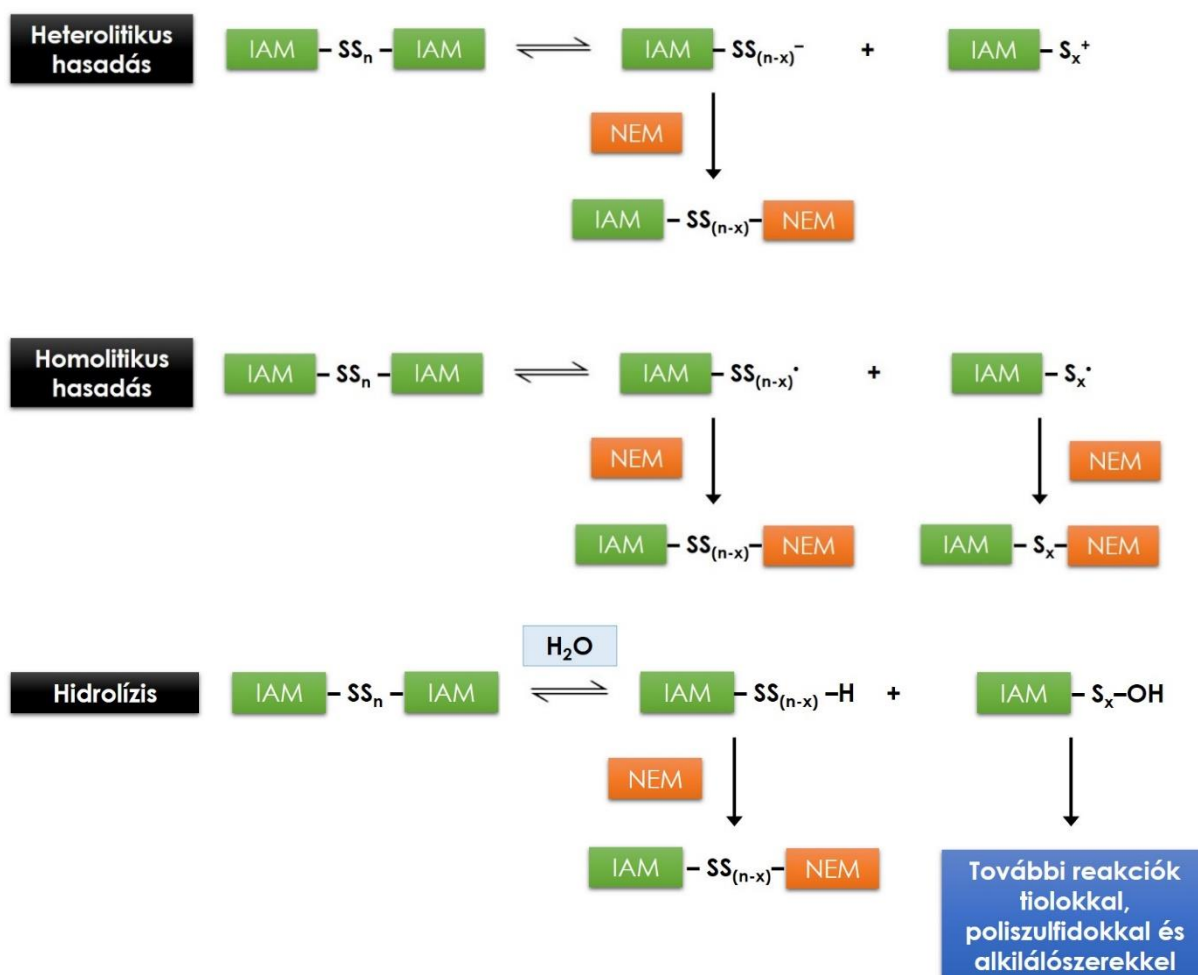 Heterolitikus
hasadás
IAM – SSₙ – IAM ⇌ IAM – SS₍ₙ₋ₓ₎⁻ + IAM – Sₓ⁺
NEM
IAM – SS₍ₙ₋ₓ₎ – NEM
Homolitikus
hasadás
IAM – SSₙ – IAM ⇌ IAM – SS₍ₙ₋ₓ₎• + IAM – Sₓ•
NEM NEM
IAM – SS₍ₙ₋ₓ₎ – NEM IAM – Sₓ – NEM
H₂O
Hidrolízis
IAM – SSₙ – IAM ⇌ IAM – SS₍ₙ₋ₓ₎ –H + IAM – Sₓ–OH
NEM
IAM – SS₍ₙ₋ₓ₎ – NEM
További reakciók
tiolokkal,
poliszulfidokkal és
alkilálószerekkel